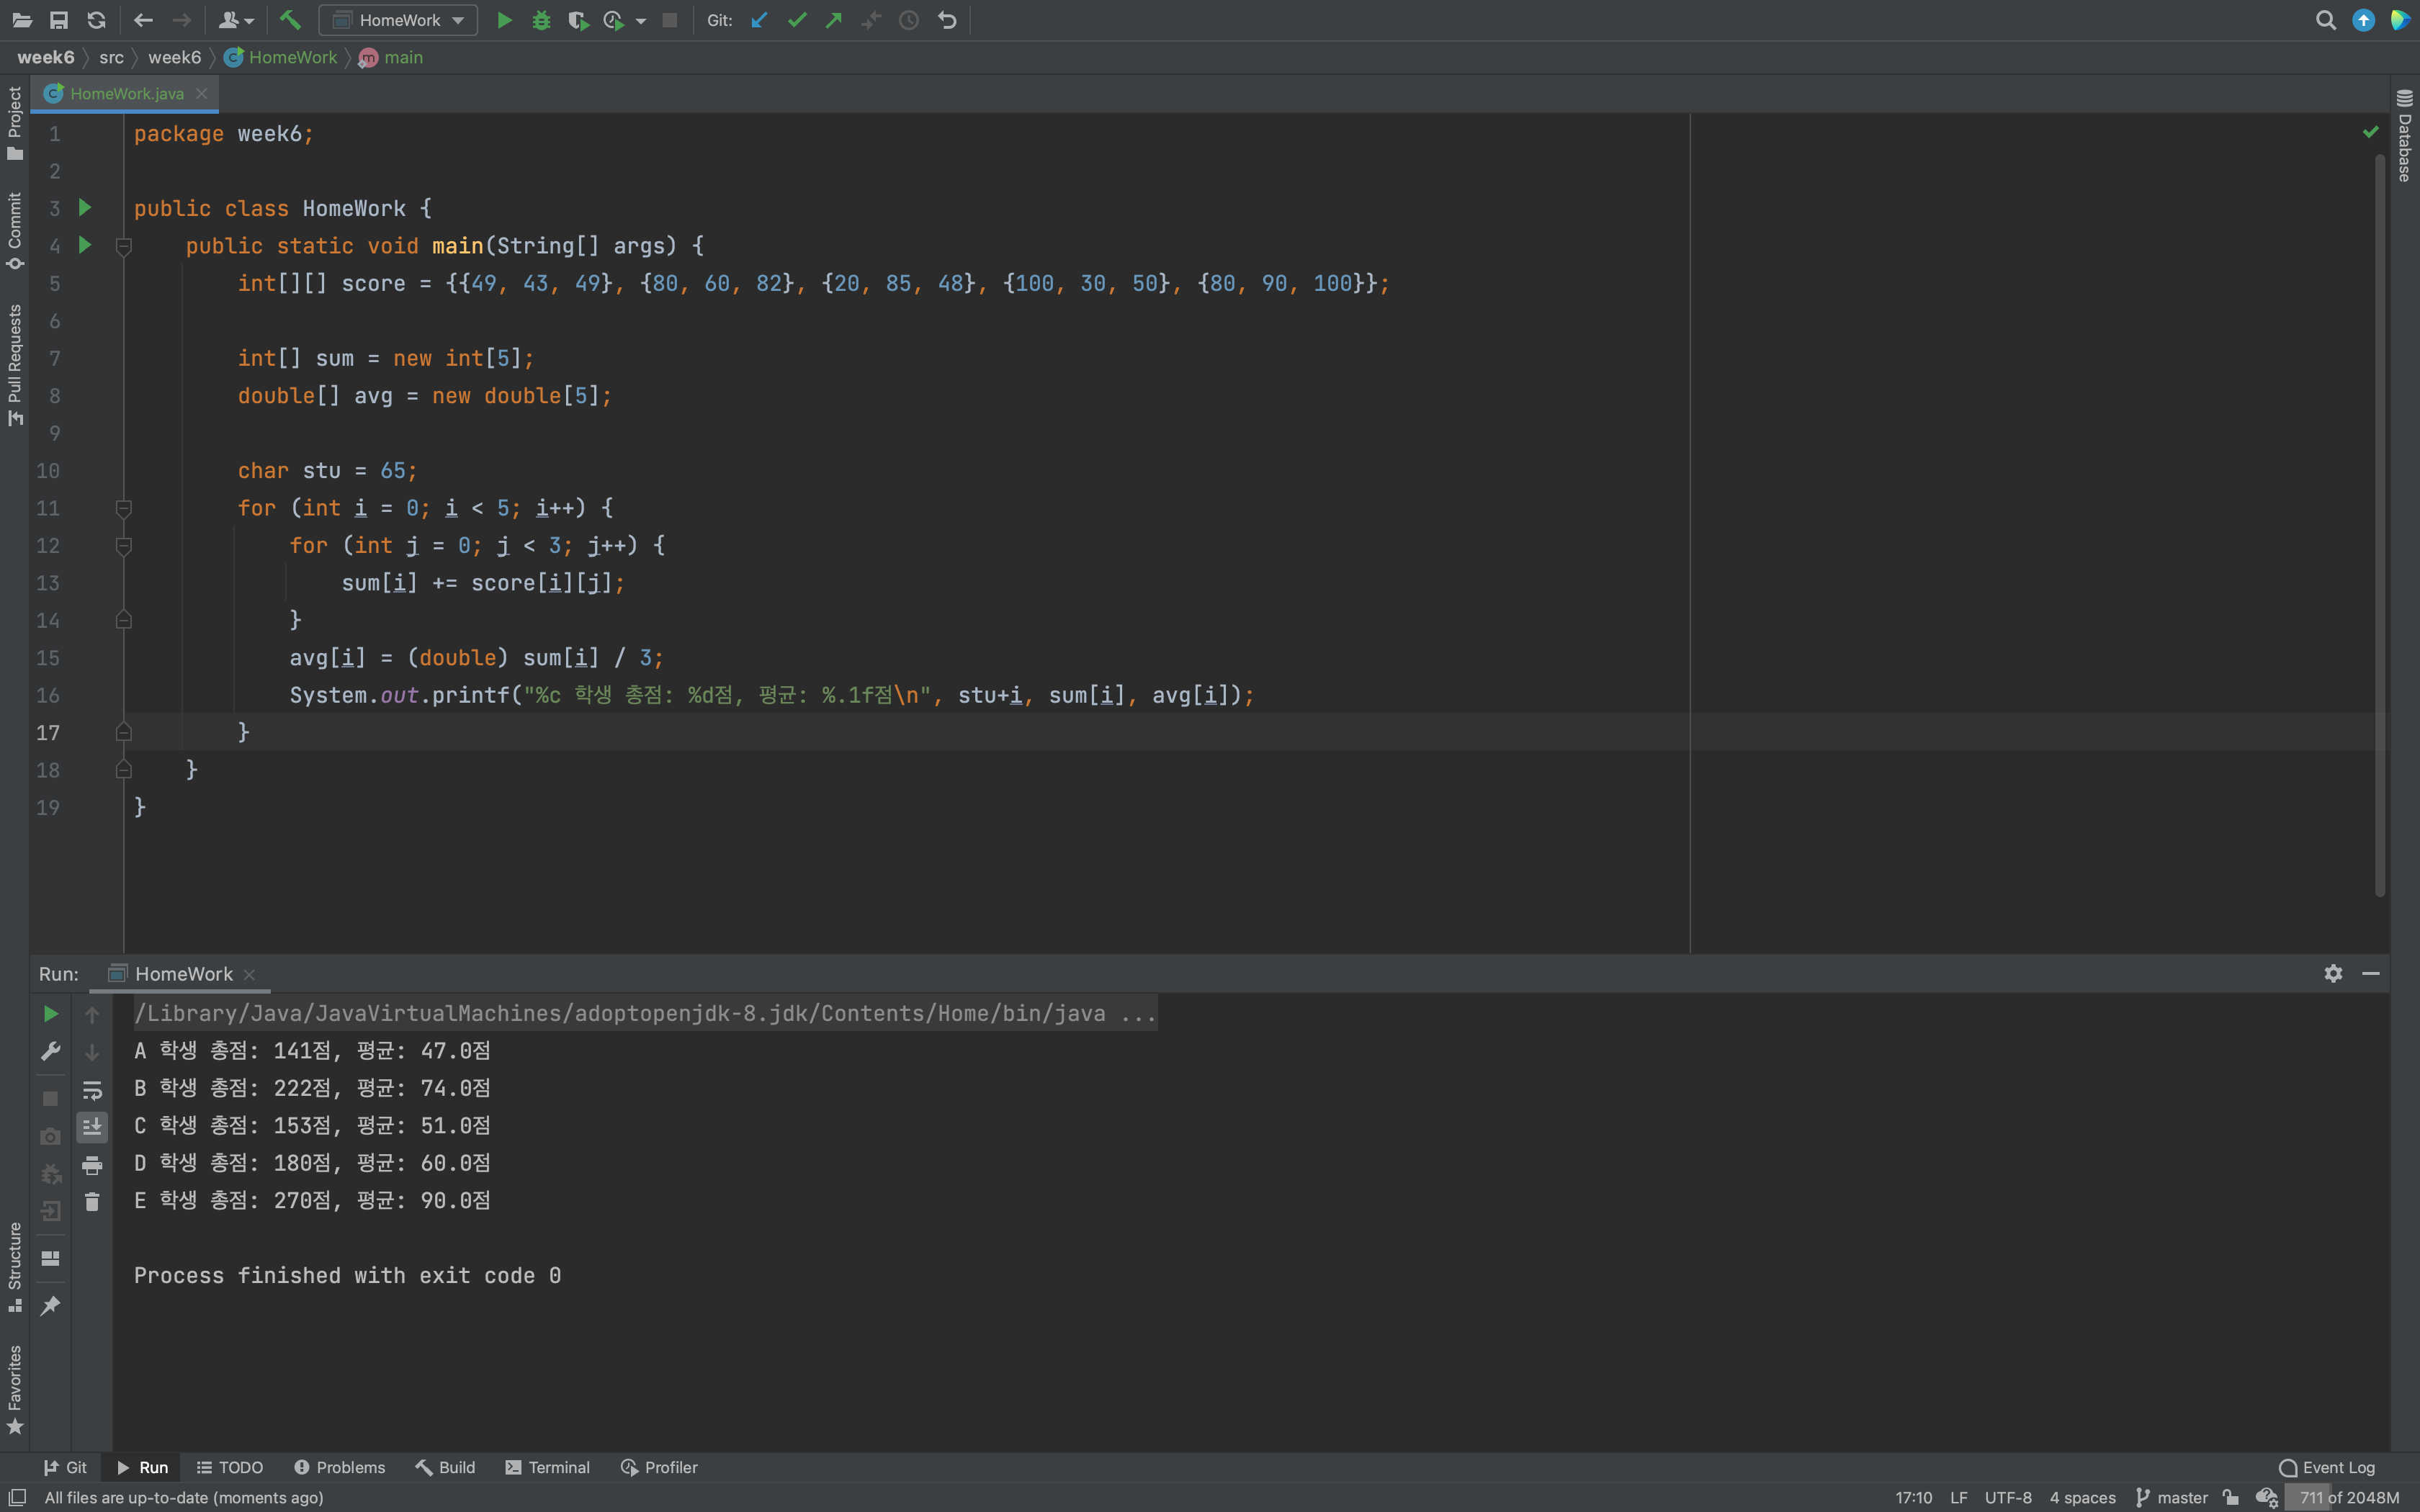 HomeWork
Git:
week6 src week6 HomeWork main
HomeWork.java
Project
Commit
Pull Requests
Structure
Favorites
Database
1 package week6;
2
3 public class HomeWork {
4 public static void main(String[] args) {
5 int[][] score = {{49, 43, 49}, {80, 60, 82}, {20, 85, 48}, {100, 30, 50}, {80, 90, 100}};
6
7 int[] sum = new int[5];
8 double[] avg = new double[5];
9
10 char stu = 65;
11 for (int i = 0; i < 5; i++) {
12 for (int j = 0; j < 3; j++) {
13 sum[i] += score[i][j];
14 }
15 avg[i] = (double) sum[i] / 3;
16 System.out.printf("%c 학생 총점: %d점, 평균: %.1f점\n", stu+i, sum[i], avg[i]);
17 }
18 }
19 }
Run: HomeWork
/Library/Java/JavaVirtualMachines/adoptopenjdk-8.jdk/Contents/Home/bin/java ...
A 학생 총점: 141점, 평균: 47.0점
B 학생 총점: 222점, 평균: 74.0점
C 학생 총점: 153점, 평균: 51.0점
D 학생 총점: 180점, 평균: 60.0점
E 학생 총점: 270점, 평균: 90.0점
Process finished with exit code 0
Git Run TODO Problems Build Terminal Profiler Event Log
All files are up-to-date (moments ago) 17:10 LF UTF-8 4 spaces master 711 of 2048M